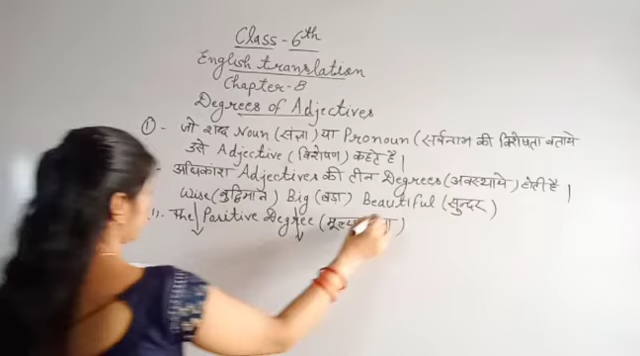 Class - 6th
English translation
Chapter-8
Degrees of Adjectives
①- जो शब्द Noun (संज्ञा) या Pronoun (सर्वनाम की विशेषता बताये
उसे Adjective (विशेषण) कहते है |
- अधिकांश Adjectives की तीन Degrees (अवस्थाये) होती है |
Wise (बुद्धिमान) Big (बड़ा) Beautiful (सुन्दर)
The Positive Degree (